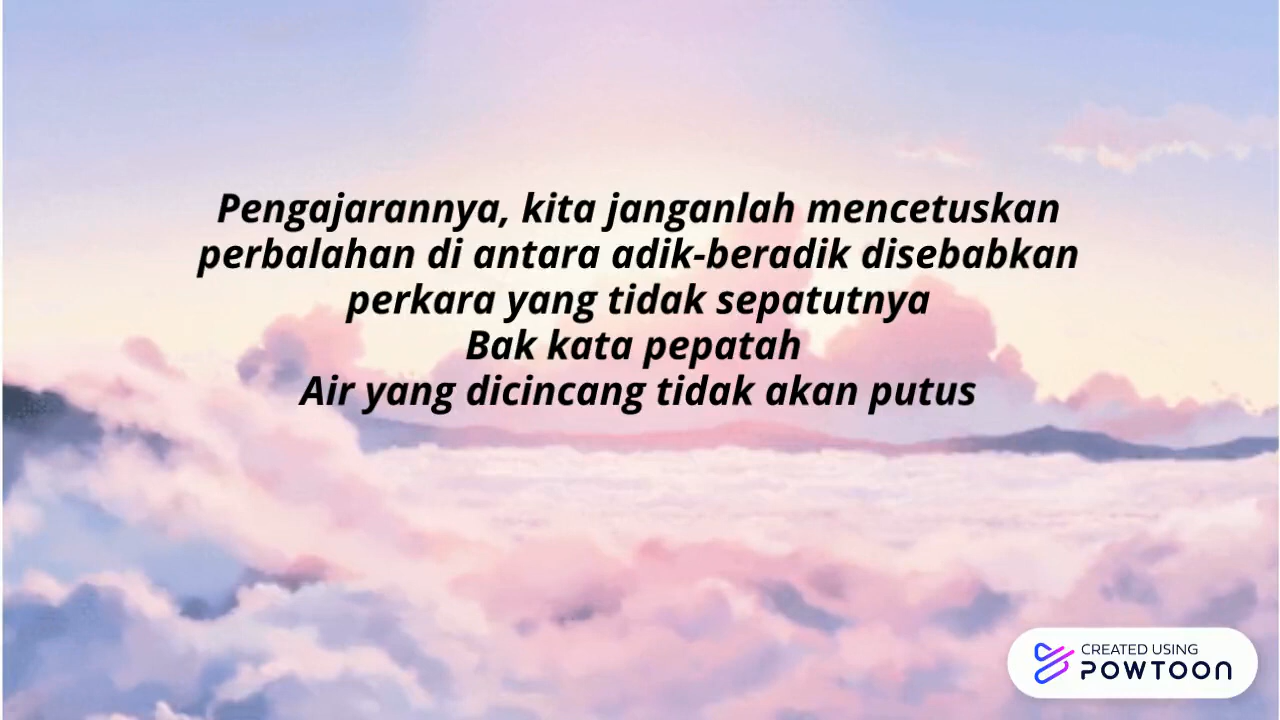 Pengajarannya, kita janganlah mencetuskan
perbalahan di antara adik-beradik disebabkan
perkara yang tidak sepatutnya
Bak kata pepatah
Air yang dicincang tidak akan putus
CREATED USING
POWTOON